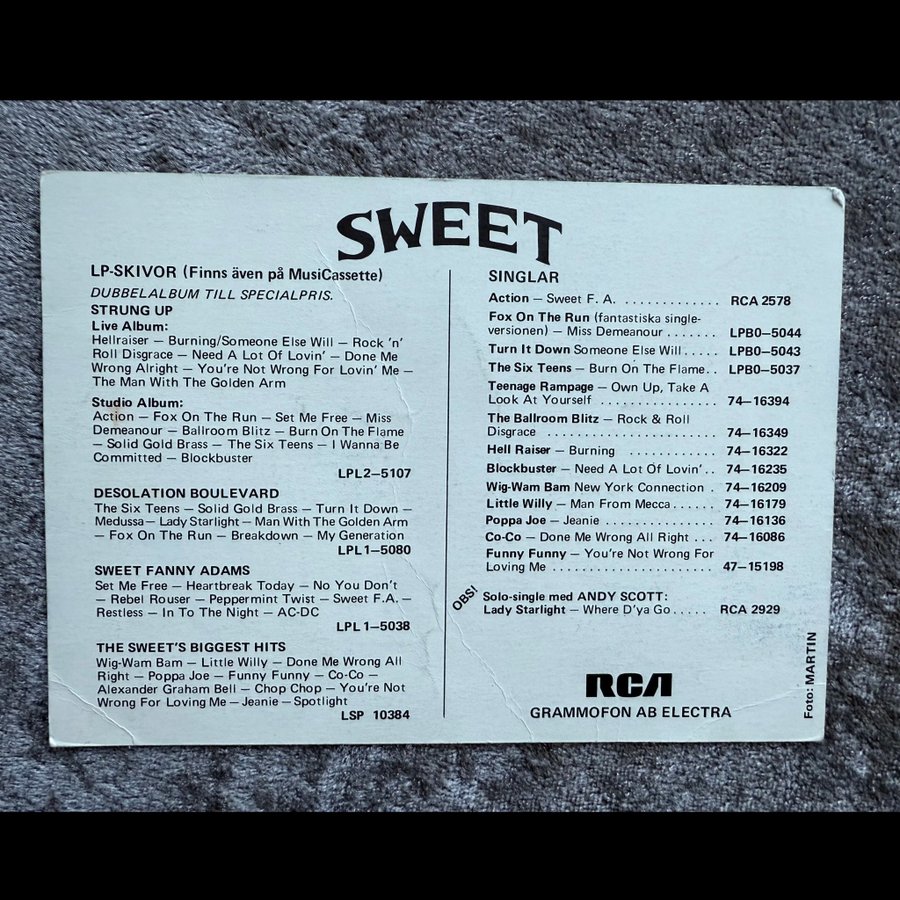 SWEET
LP-SKIVOR (Finns även på MusiCassette)
DUBBELALBUM TILL SPECIALPRIS.
STRUNG UP
Live Album:
Hellraiser — Burning/Someone Else Will — Rock 'n'
Roll Disgrace — Need A Lot Of Lovin' — Done Me
Wrong Alright — You're Not Wrong For Lovin' Me —
The Man With The Golden Arm
Studio Album:
Action — Fox On The Run — Set Me Free — Miss
Demeanour — Ballroom Blitz — Burn On The Flame
— Solid Gold Brass — The Six Teens — I Wanna Be
Committed — Blockbuster
LPL2—5107
DESOLATION BOULEVARD
The Six Teens — Solid Gold Brass — Turn It Down —
Medussa— Lady Starlight — Man With The Golden Arm
— Fox On The Run — Breakdown — My Generation
LPL1—5080
SWEET FANNY ADAMS
Set Me Free — Heartbreak Today — No You Don't
— Rebel Rouser — Peppermint Twist — Sweet F.A. —
Restless — In To The Night — AC-DC
LPL1—5038
THE SWEET'S BIGGEST HITS
Wig-Wam Bam — Little Willy — Done Me Wrong All
Right — Poppa Joe — Funny Funny — Co-Co —
Alexander Graham Bell — Chop Chop — You're Not
Wrong For Loving Me — Jeanie — Spotlight
LSP 10384
SINGLAR
Action — Sweet F. A. ............. RCA 2578
Fox On The Run (fantastiska single-
versionen) — Miss Demeanour ....... LPBO—5044
Turn It Down Someone Else Will..... LPBO—5043
The Six Teens — Burn On The Flame.. LPBO—5037
Teenage Rampage — Own Up, Take A
Look At Yourself ................ 74—16394
The Ballroom Blitz — Rock & Roll
Disgrace ....................... 74—16349
Hell Raiser — Burning ............ 74—16322
Blockbuster — Need A Lot Of Lovin'.. 74—16235
Wig-Wam Bam New York Connection . 74—16209
Little Willy — Man From Mecca...... 74—16179
Poppa Joe — Jeanie ............... 74—16136
Co-Co — Done Me Wrong All Right ... 74—16086
Funny Funny — You're Not Wrong For
Loving Me ...................... 47—15198
OBS!
Solo-single med ANDY SCOTT:
Lady Starlight — Where D'ya Go..... RCA 2929
RCA
GRAMMOFON AB ELECTRA
Foto: MARTIN